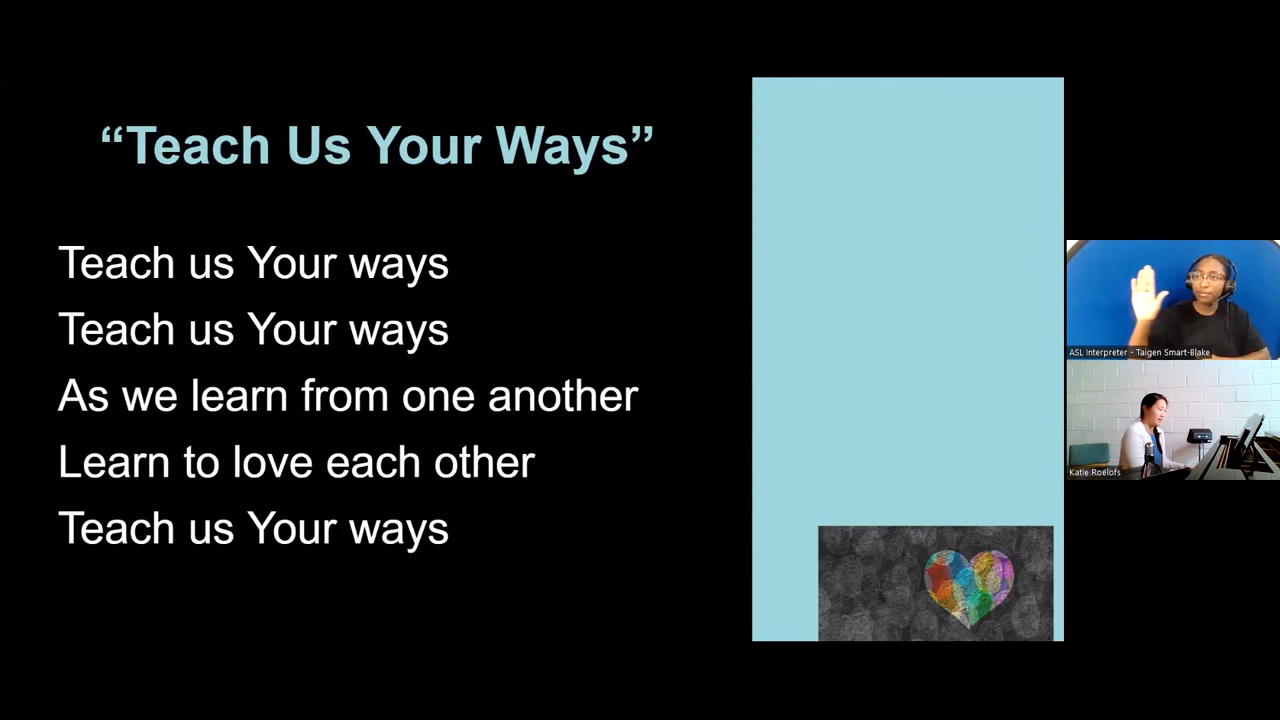 “Teach Us Your Ways”
Teach us Your ways
Teach us Your ways
As we learn from one another
Learn to love each other
Teach us Your ways
ASL Interpreter - Taigen Smart-Blake
Katie Roelofs